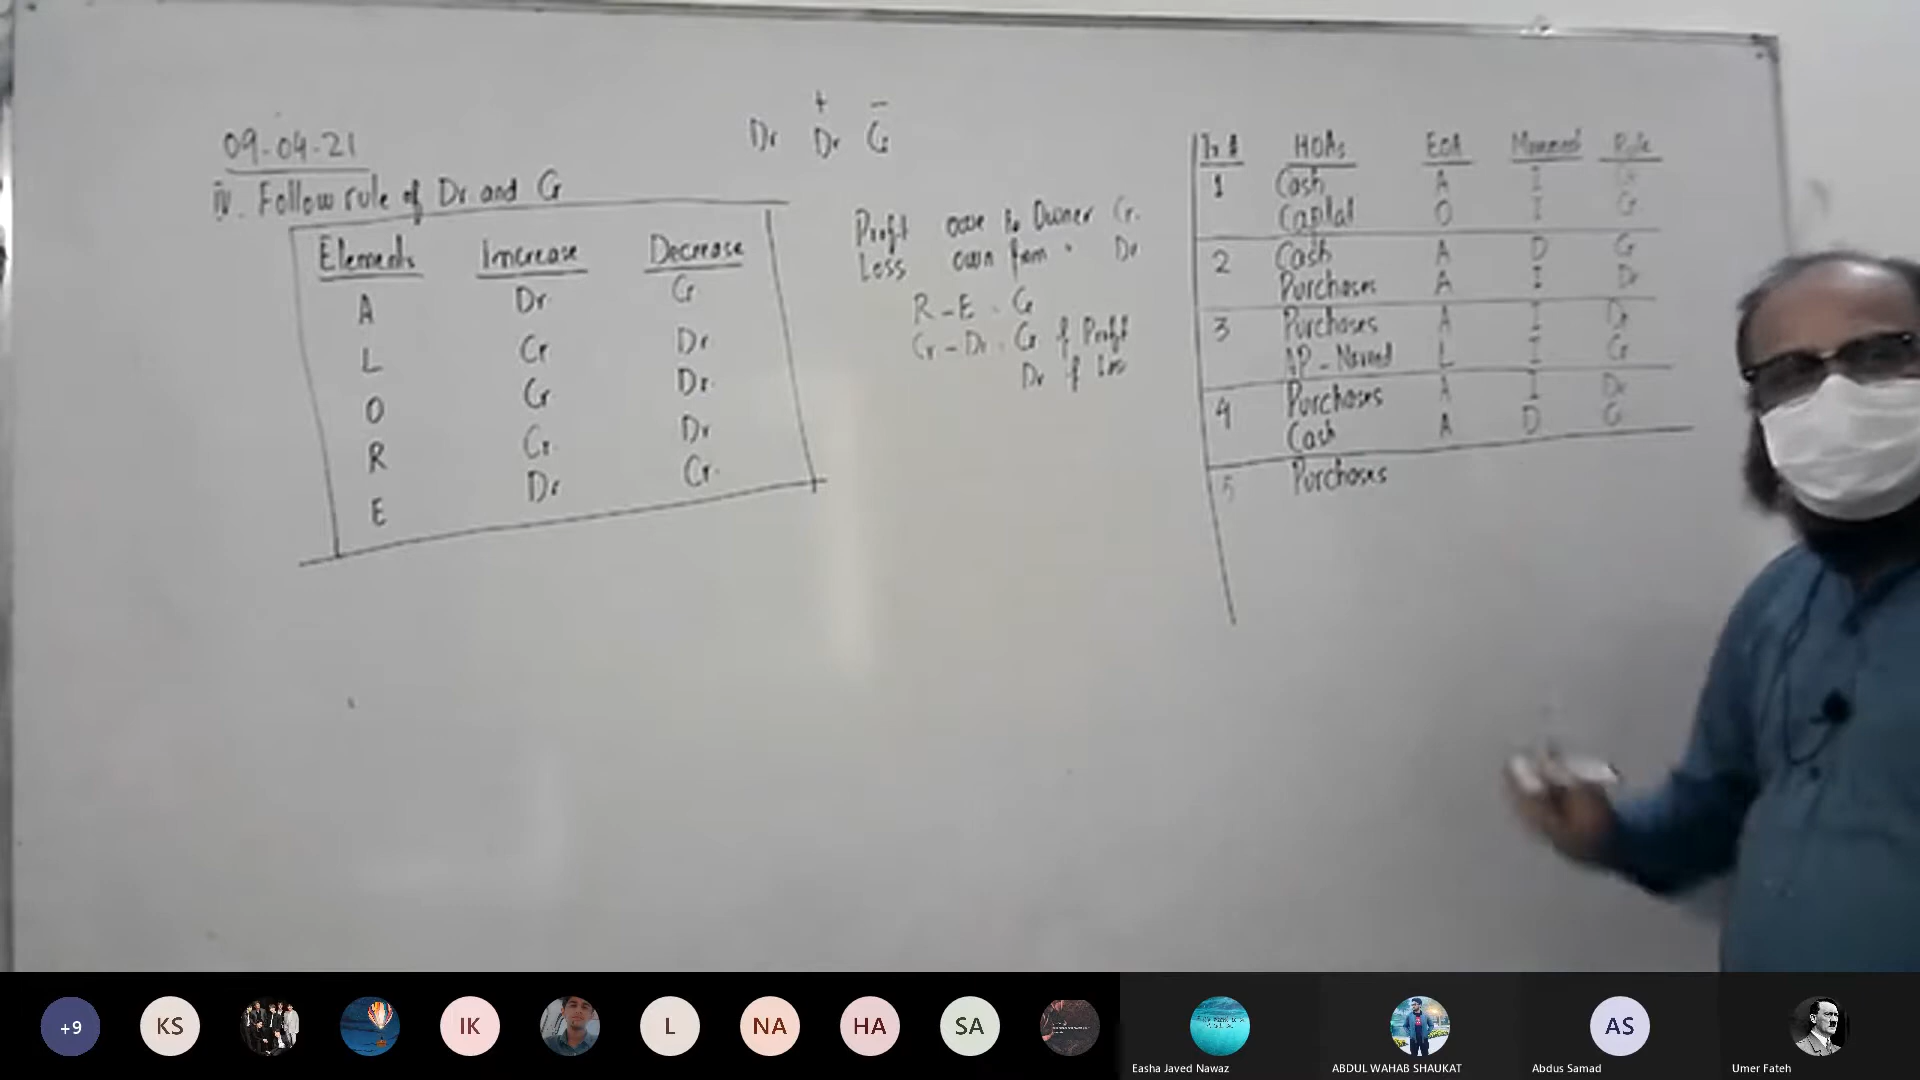 09-04-21
iv. Follow rule of Dr and Cr
Elements Increase Decrease
A Dr Cr
L Cr Dr
O Cr Dr.
R Cr. Dr
E Dr Cr.
+ −
Dr Dr Cr
Profit owe to Owner Cr.
Loss own from " Dr
R - E - Cr
Cr - Dr - Cr if Profit
Dr if Loss
Tr # HOAs EOA Movement Rule
1 Cash A I
Capital O I Cr
2 Cash A D Cr
Purchases A I Dr
3 Purchases A I Dr
AP - Naveed L I Cr
4 Purchases A I Dr
Cash A D Cr
5 Purchases
+9
KS
IK
L
NA
HA
SA
AS
Easha Javed Nawaz
ABDUL WAHAB SHAUKAT
Abdus Samad
Umer Fateh